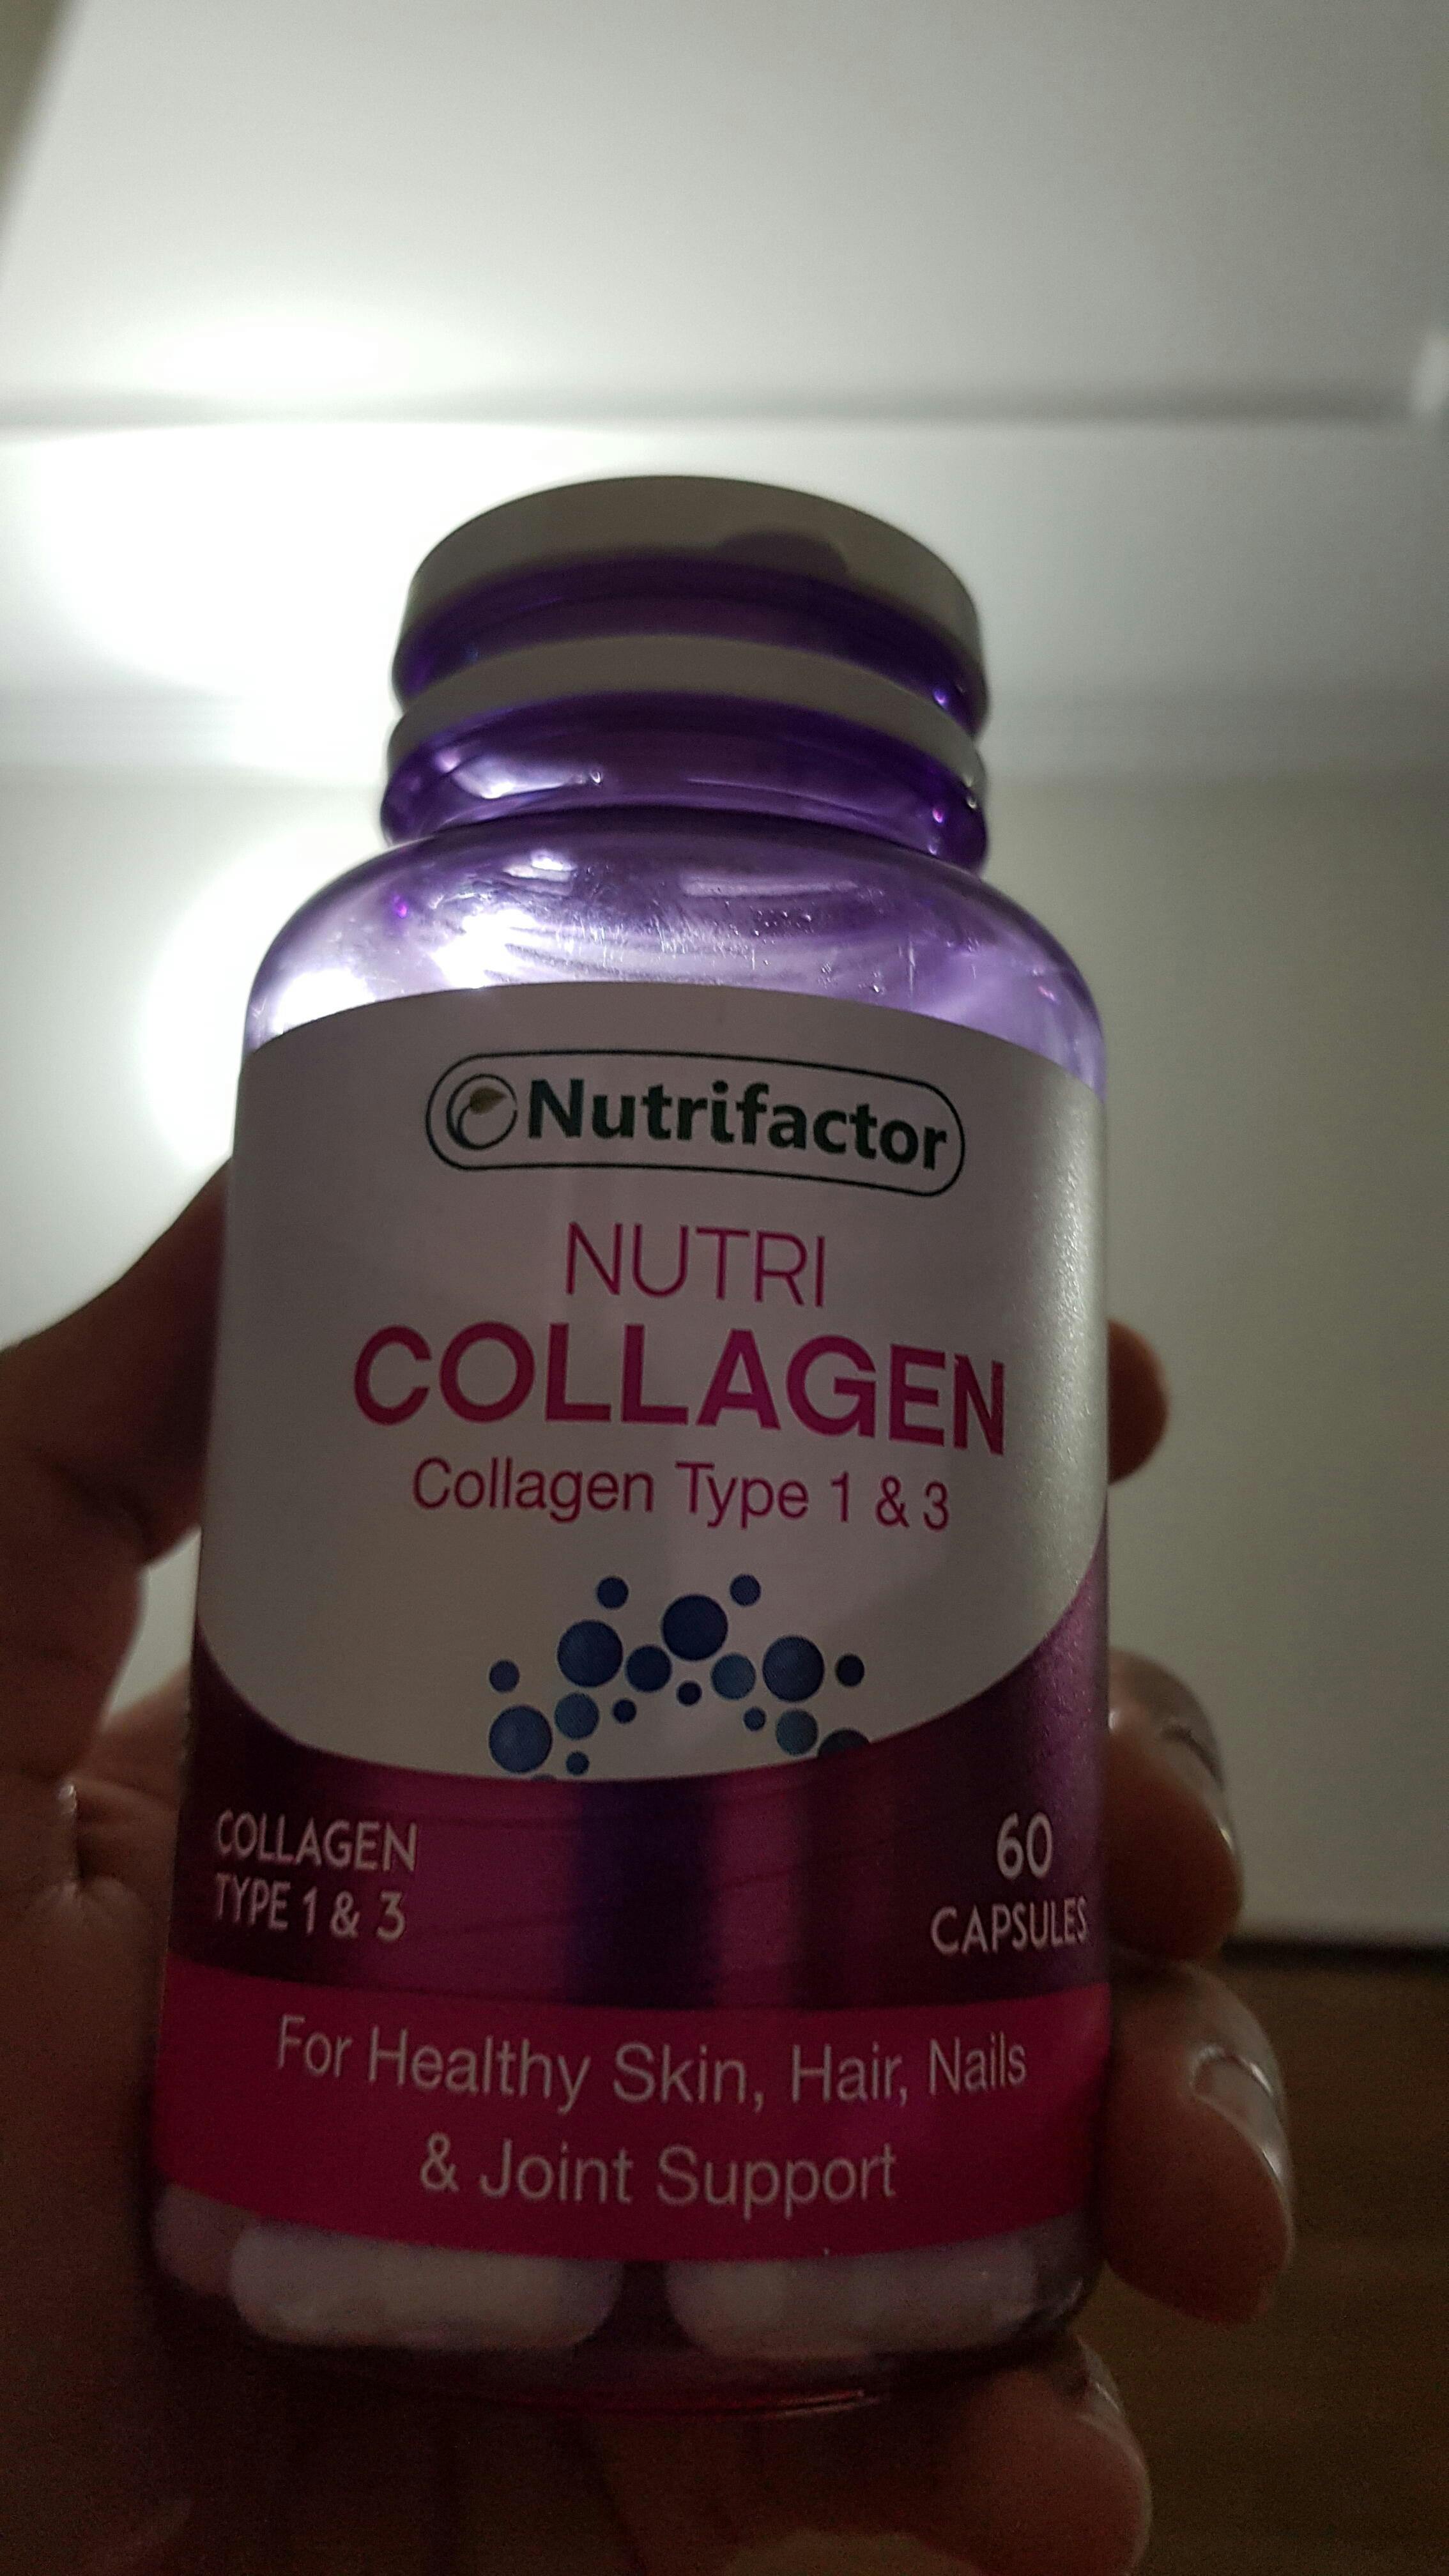 Nutrifactor
NUTRI
COLLAGEN
Collagen Type 1 & 3
COLLAGEN
TYPE 1 & 3
60
CAPSULES
For Healthy Skin, Hair, Nails
& Joint Support